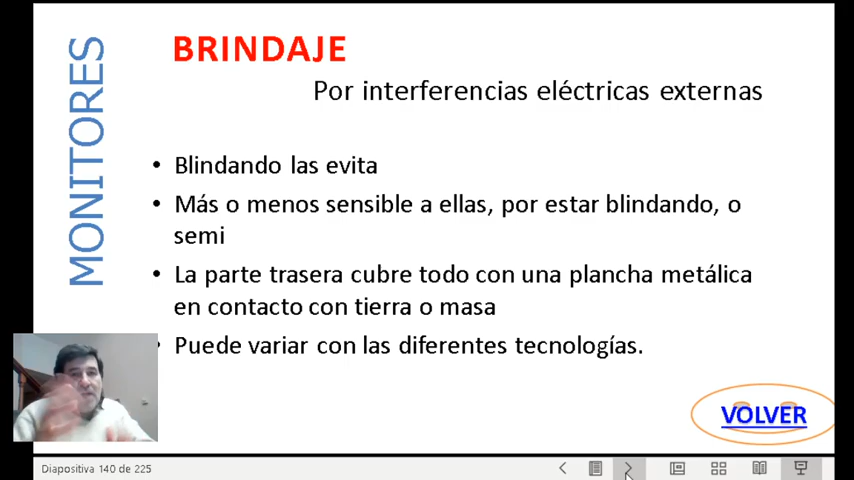 MONITORES
BRINDAJE
Por interferencias eléctricas externas
• Blindando las evita
• Más o menos sensible a ellas, por estar blindando, o
semi
• La parte trasera cubre todo con una plancha metálica
en contacto con tierra o masa
• Puede variar con las diferentes tecnologías.
VOLVER
Diapositiva 140 de 225